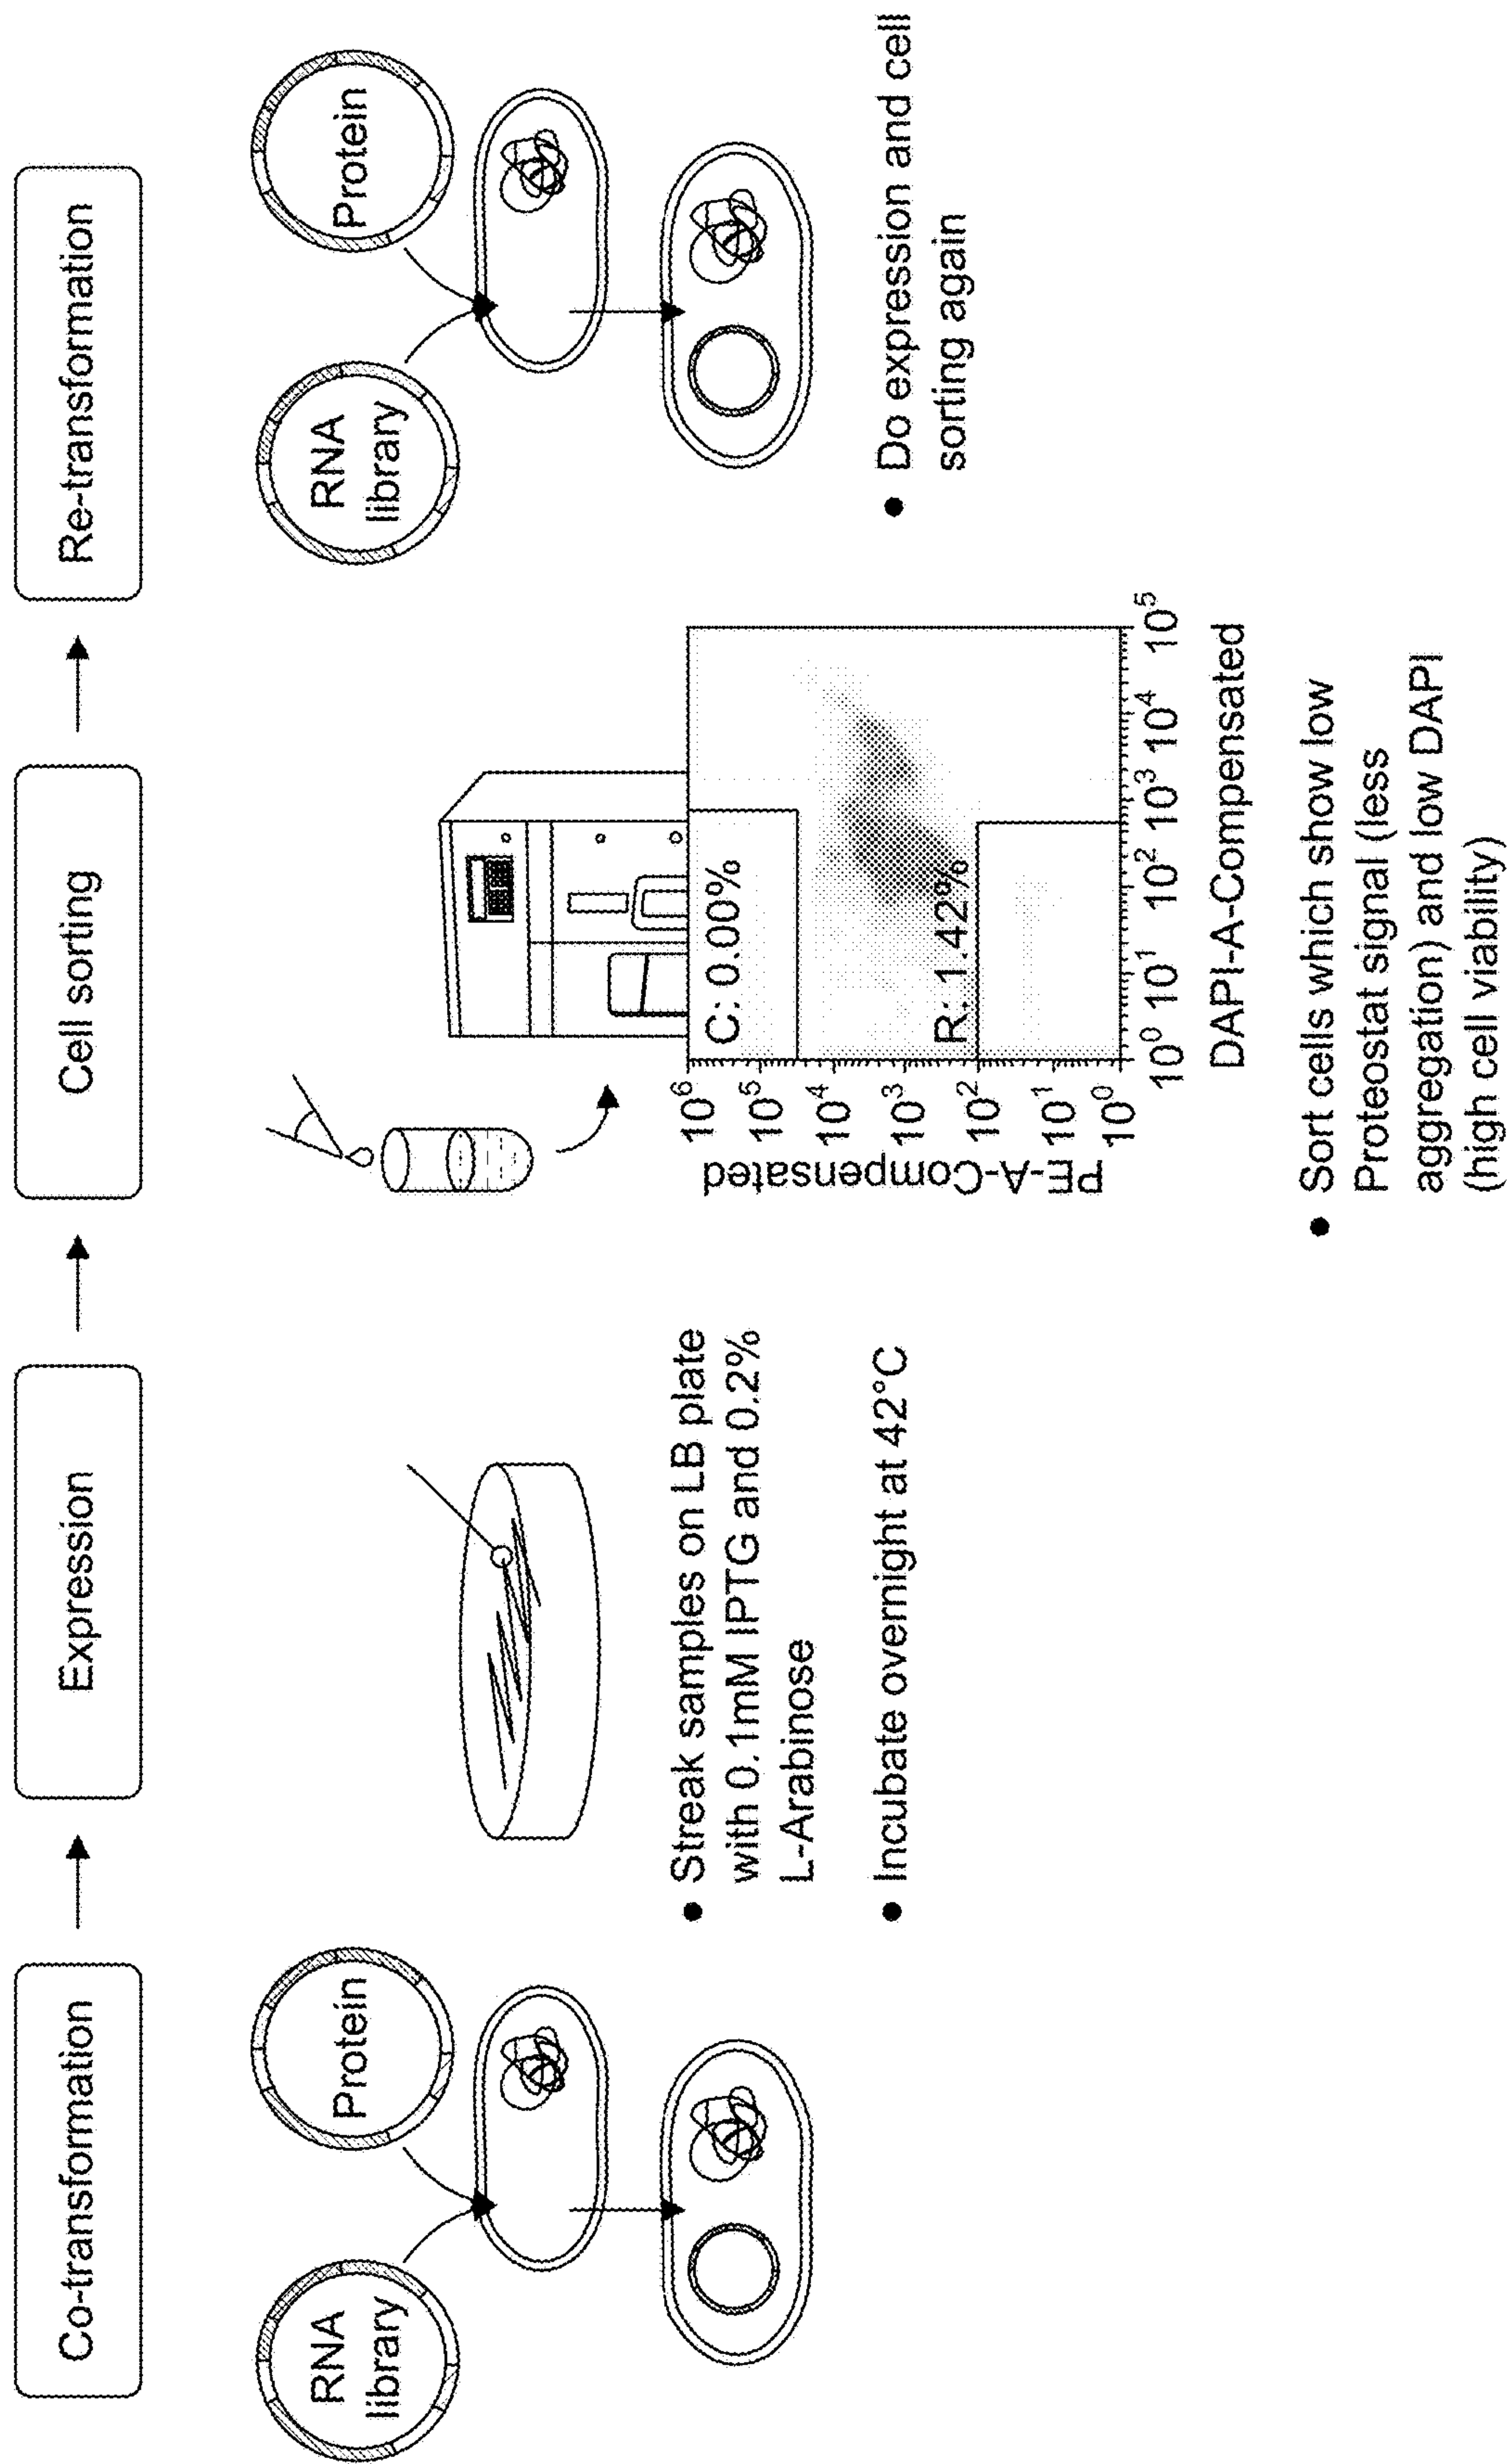 Co-transformation
Expression
Cell sorting
Re-transformation
RNA
library
Protein
Streak samples on LB plate
with 0.1mM IPTG and 0.2%
L-Arabinose
Incubate overnight at 42°C
PE-A-Compensated
10⁶
10⁵
10⁴
10³
10²
10¹
10⁰
C: 0.00%
R: 1.42%
10⁰ 10¹ 10² 10³ 10⁴ 10⁵
DAPI-A-Compensated
Sort cells which show low
Proteostat signal (less
aggregation) and low DAPI
(high cell viability)
RNA
library
Protein
Do expression and cell
sorting again